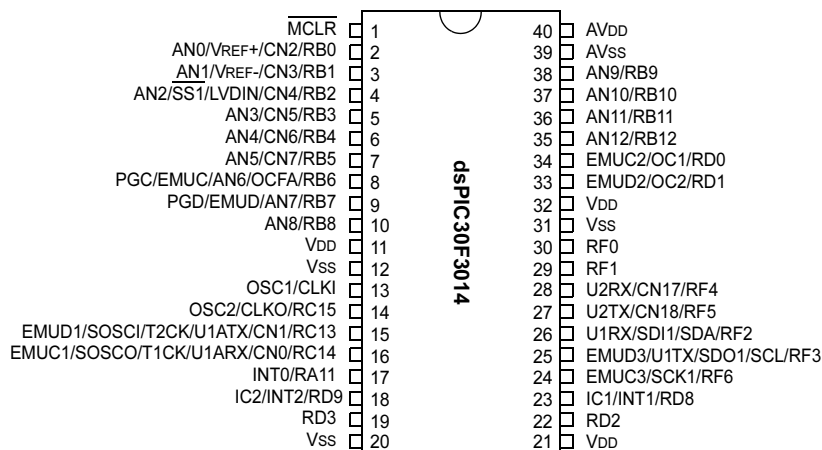 MCLR 1
AN0/VREF+/CN2/RB0 2
AN1/VREF-/CN3/RB1 3
AN2/SS1/LVDIN/CN4/RB2 4
AN3/CN5/RB3 5
AN4/CN6/RB4 6
AN5/CN7/RB5 7
PGC/EMUC/AN6/OCFA/RB6 8
PGD/EMUD/AN7/RB7 9
AN8/RB8 10
VDD 11
VSS 12
OSC1/CLKI 13
OSC2/CLKO/RC15 14
EMUD1/SOSCI/T2CK/U1ATX/CN1/RC13 15
EMUC1/SOSCO/T1CK/U1ARX/CN0/RC14 16
INT0/RA11 17
IC2/INT2/RD9 18
RD3 19
VSS 20
dsPIC30F3014
40 AVDD
39 AVSS
38 AN9/RB9
37 AN10/RB10
36 AN11/RB11
35 AN12/RB12
34 EMUC2/OC1/RD0
33 EMUD2/OC2/RD1
32 VDD
31 VSS
30 RF0
29 RF1
28 U2RX/CN17/RF4
27 U2TX/CN18/RF5
26 U1RX/SDI1/SDA/RF2
25 EMUD3/U1TX/SDO1/SCL/RF3
24 EMUC3/SCK1/RF6
23 IC1/INT1/RD8
22 RD2
21 VDD